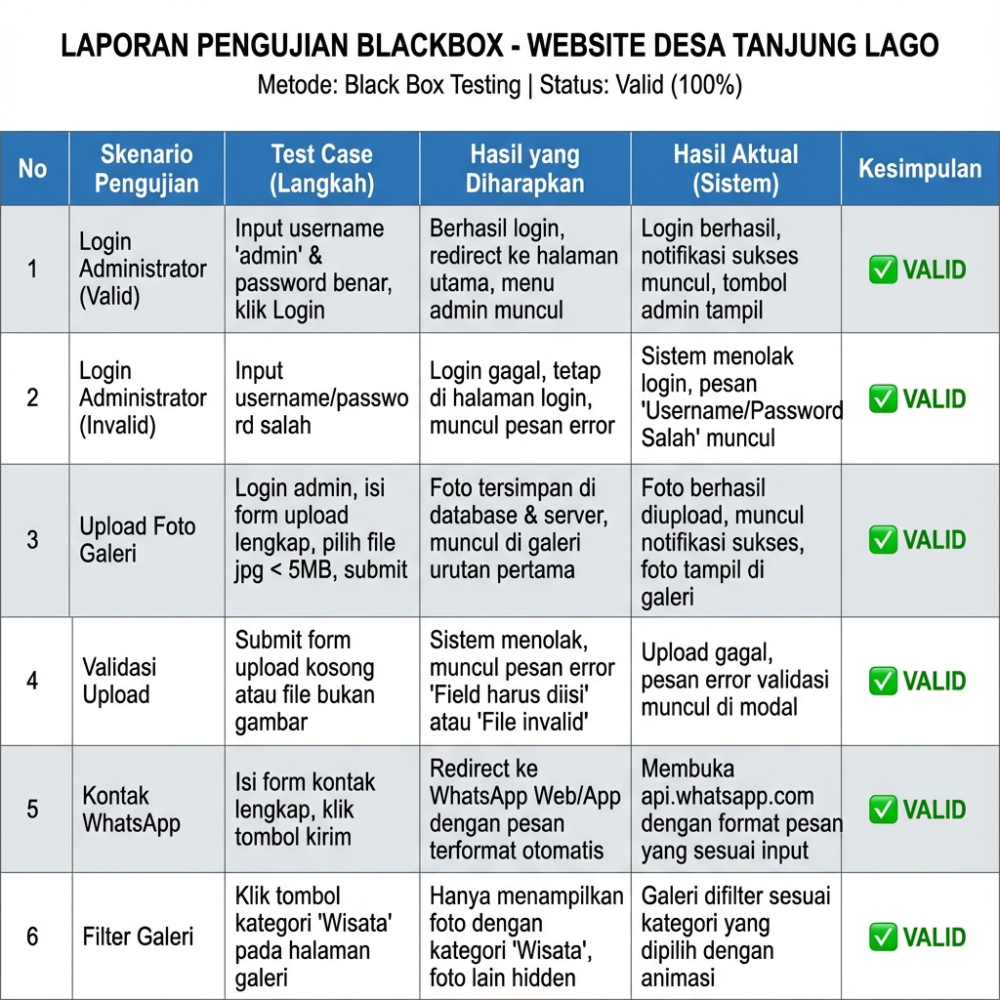 LAPORAN PENGUJIAN BLACKBOX - WEBSITE DESA TANJUNG LAGO
Metode: Black Box Testing | Status: Valid (100%)
No
Skenario
Pengujian
Test Case
(Langkah)
Hasil yang
Diharapkan
Hasil Aktual
(Sistem)
Kesimpulan
1
Login
Administrator
(Valid)
Input username
'admin' &
password benar,
klik Login
Berhasil login,
redirect ke halaman
utama, menu
admin muncul
Login berhasil,
notifikasi sukses
muncul, tombol
admin tampil
✅ VALID
2
Login
Administrator
(Invalid)
Input
username/passwo
rd salah
Login gagal, tetap
di halaman login,
muncul pesan error
Sistem menolak
login, pesan
'Username/Password
Salah' muncul
✅ VALID
3
Upload Foto
Galeri
Login admin, isi
form upload
lengkap, pilih file
jpg < 5MB, submit
Foto tersimpan di
database & server,
muncul di galeri
urutan pertama
Foto berhasil
diupload, muncul
notifikasi sukses,
foto tampil di
galeri
✅ VALID
4
Validasi
Upload
Submit form
upload kosong
atau file bukan
gambar
Sistem menolak,
muncul pesan error
'Field harus diisi'
atau 'File invalid'
Upload gagal,
pesan error validasi
muncul di modal
✅ VALID
5
Kontak
WhatsApp
Isi form kontak
lengkap, klik
tombol kirim
Redirect ke
WhatsApp Web/App
dengan pesan
terformat otomatis
Membuka
api.whatsapp.com
dengan format pesan
yang sesuai input
✅ VALID
6
Filter Galeri
Klik tombol
kategori 'Wisata'
pada halaman
galeri
Hanya menampilkan
foto dengan
kategori 'Wisata',
foto lain hidden
Galeri difilter sesuai
kategori yang
dipilih dengan
animasi
✅ VALID